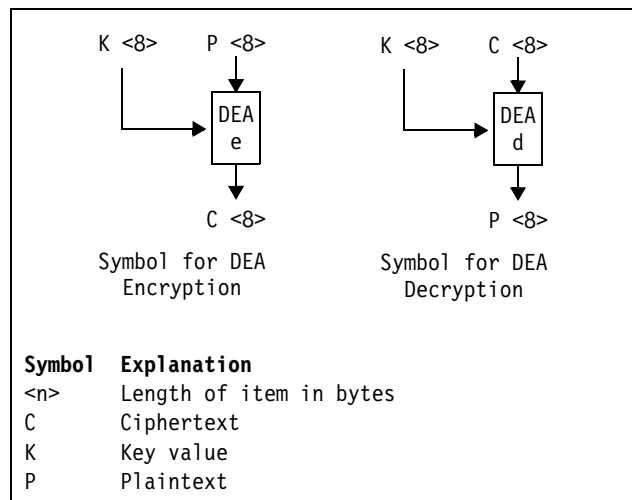 K <8> P <8> K <8> C <8>
DEA DEA
e d
C <8> P <8>
Symbol for DEA Symbol for DEA
Encryption Decryption
Symbol Explanation
<n> Length of item in bytes
C Ciphertext
K Key value
P Plaintext